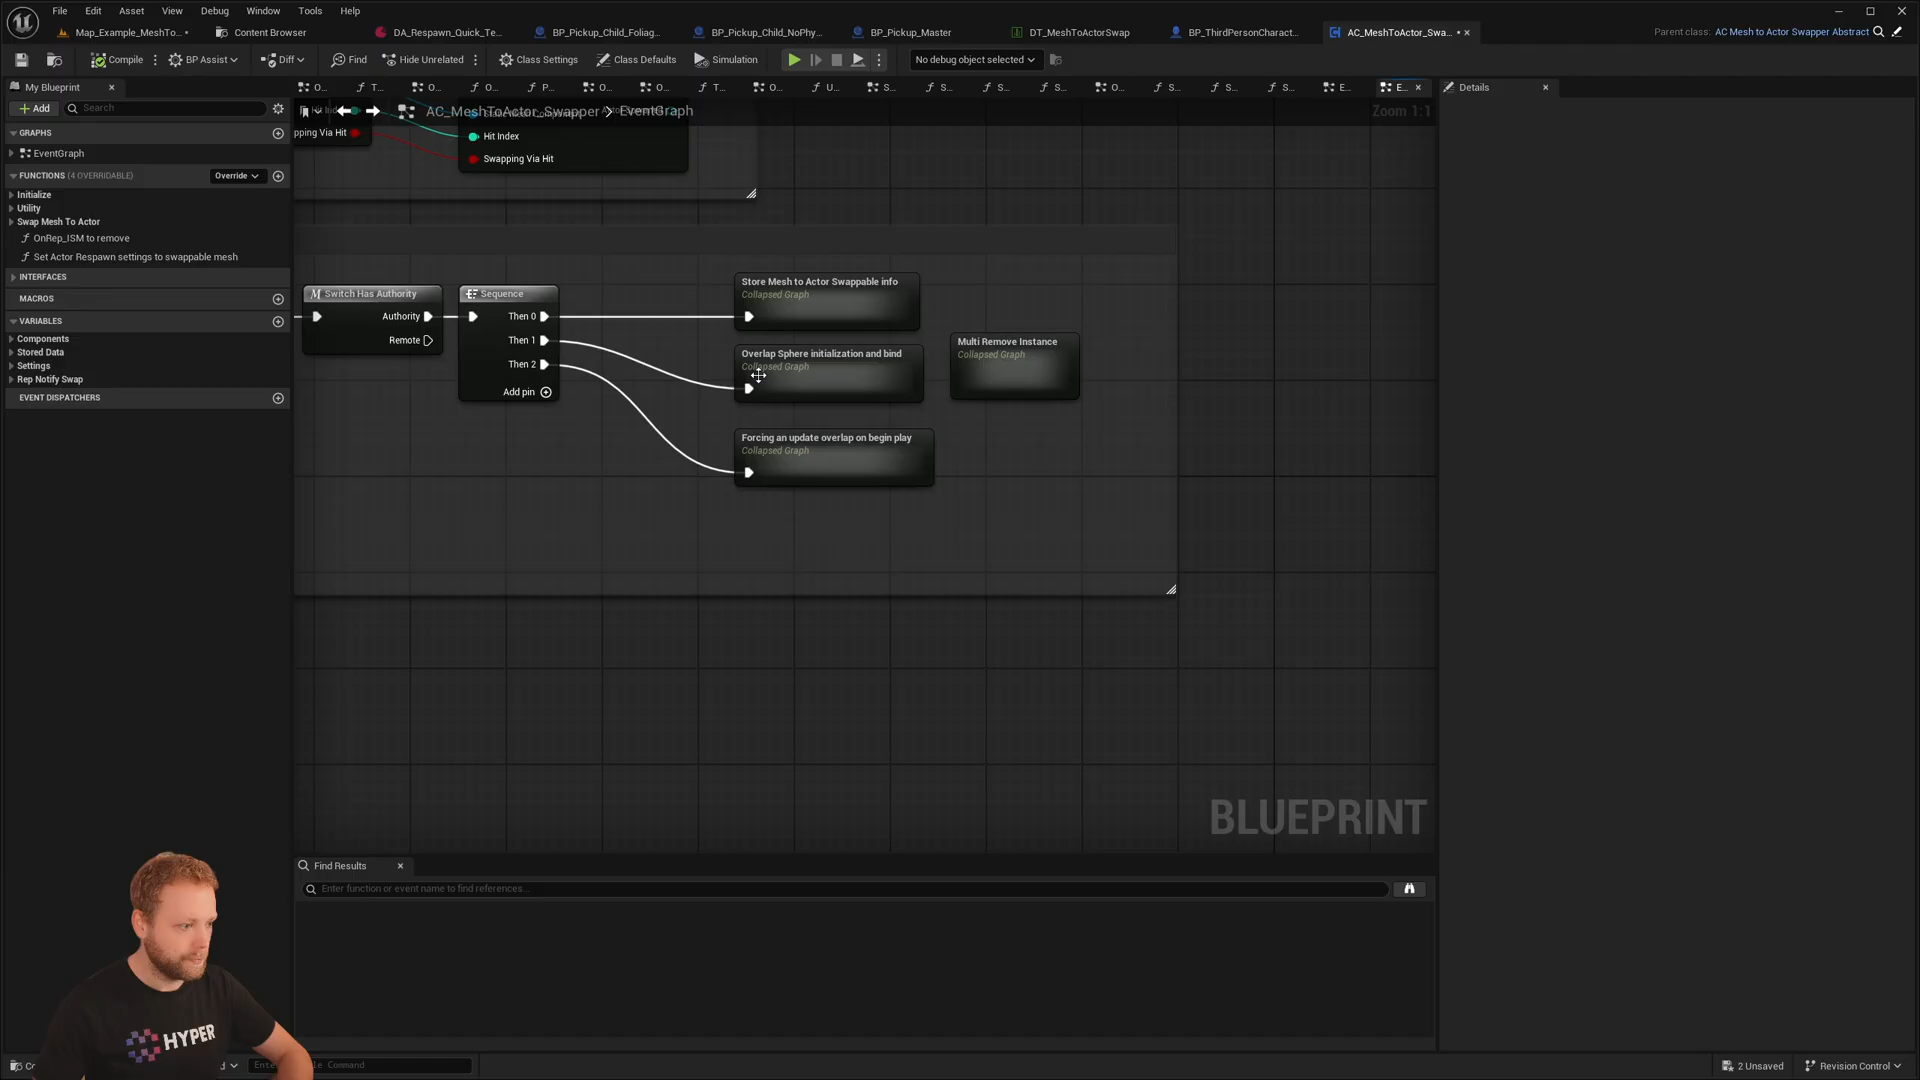 File Edit Asset View Debug Window Tools Help
Map_Example_MeshTo...
Content Browser
DA_Respawn_Quick_Te...
BP_Pickup_Child_Foliag...
BP_Pickup_Child_NoPhy...
BP_Pickup_Master
DT_MeshToActorSwap
BP_ThirdPersonCharact...
AC_MeshToActor_Swa...
Parent class: AC Mesh to Actor Swapper Abstract
Compile
BP Assist
Diff
Find
Hide Unrelated
Class Settings
Class Defaults
Simulation
No debug object selected
My Blueprint
O... T... O... O... P... O... O... T... O... U... S... S... S... S... O... S... S... S... E... E...
Details
Add
Search
AC_MeshToActor_Swapper > EventGraph
Zoom 1:1
GRAPHS
EventGraph
FUNCTIONS (4 OVERRIDABLE)
Override
Initialize
Utility
Swap Mesh To Actor
OnRep_ISM to remove
Set Actor Respawn settings to swappable mesh
INTERFACES
MACROS
VARIABLES
Components
Stored Data
Settings
Rep Notify Swap
EVENT DISPATCHERS
pping Via Hit
Hit Index
Swapping Via Hit
Switch Has Authority
Authority
Remote
Sequence
Then 0
Then 1
Then 2
Add pin
Store Mesh to Actor Swappable info
Collapsed Graph
Overlap Sphere initialization and bind
Collapsed Graph
Multi Remove Instance
Collapsed Graph
Forcing an update overlap on begin play
Collapsed Graph
BLUEPRINT
Find Results
Enter function or event name to find references...
HYPER
2 Unsaved
Revision Control